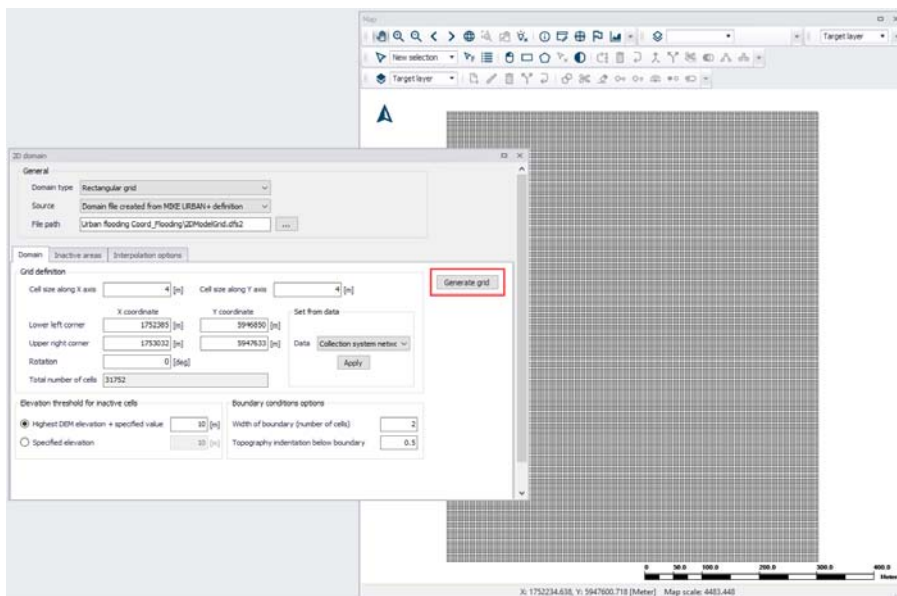 Map
New selection
Target layer
Target layer
2D domain
General
Domain type Rectangular grid
Source Domain file created from MIKE URBAN+ definition
File path Urban flooding Coord_Flooding\2DModelGrid.dfs2 ...
Domain Inactive areas Interpolation options
Grid definition
Generate grid
Cell size along X axis 4 [m] Cell size along Y axis 4 [m]
X coordinate Y coordinate Set from data
Lower left corner 1752385 [m] 5946850 [m]
Upper right corner 1753032 [m] 5947633 [m] Data Collection system netwc
Rotation 0 [deg] Apply
Total number of cells 31752
Elevation threshold for inactive cells Boundary conditions options
Highest DEM elevation + specified value 10 [m] Width of boundary (number of cells) 2
Specified elevation 10 [m] Topography indentation below boundary 0.5
0 50.0 100.0 200.0 300.0 400.0
Meter
X: 1752234.638, Y: 5947600.718 [Meter] Map scale: 4483.448